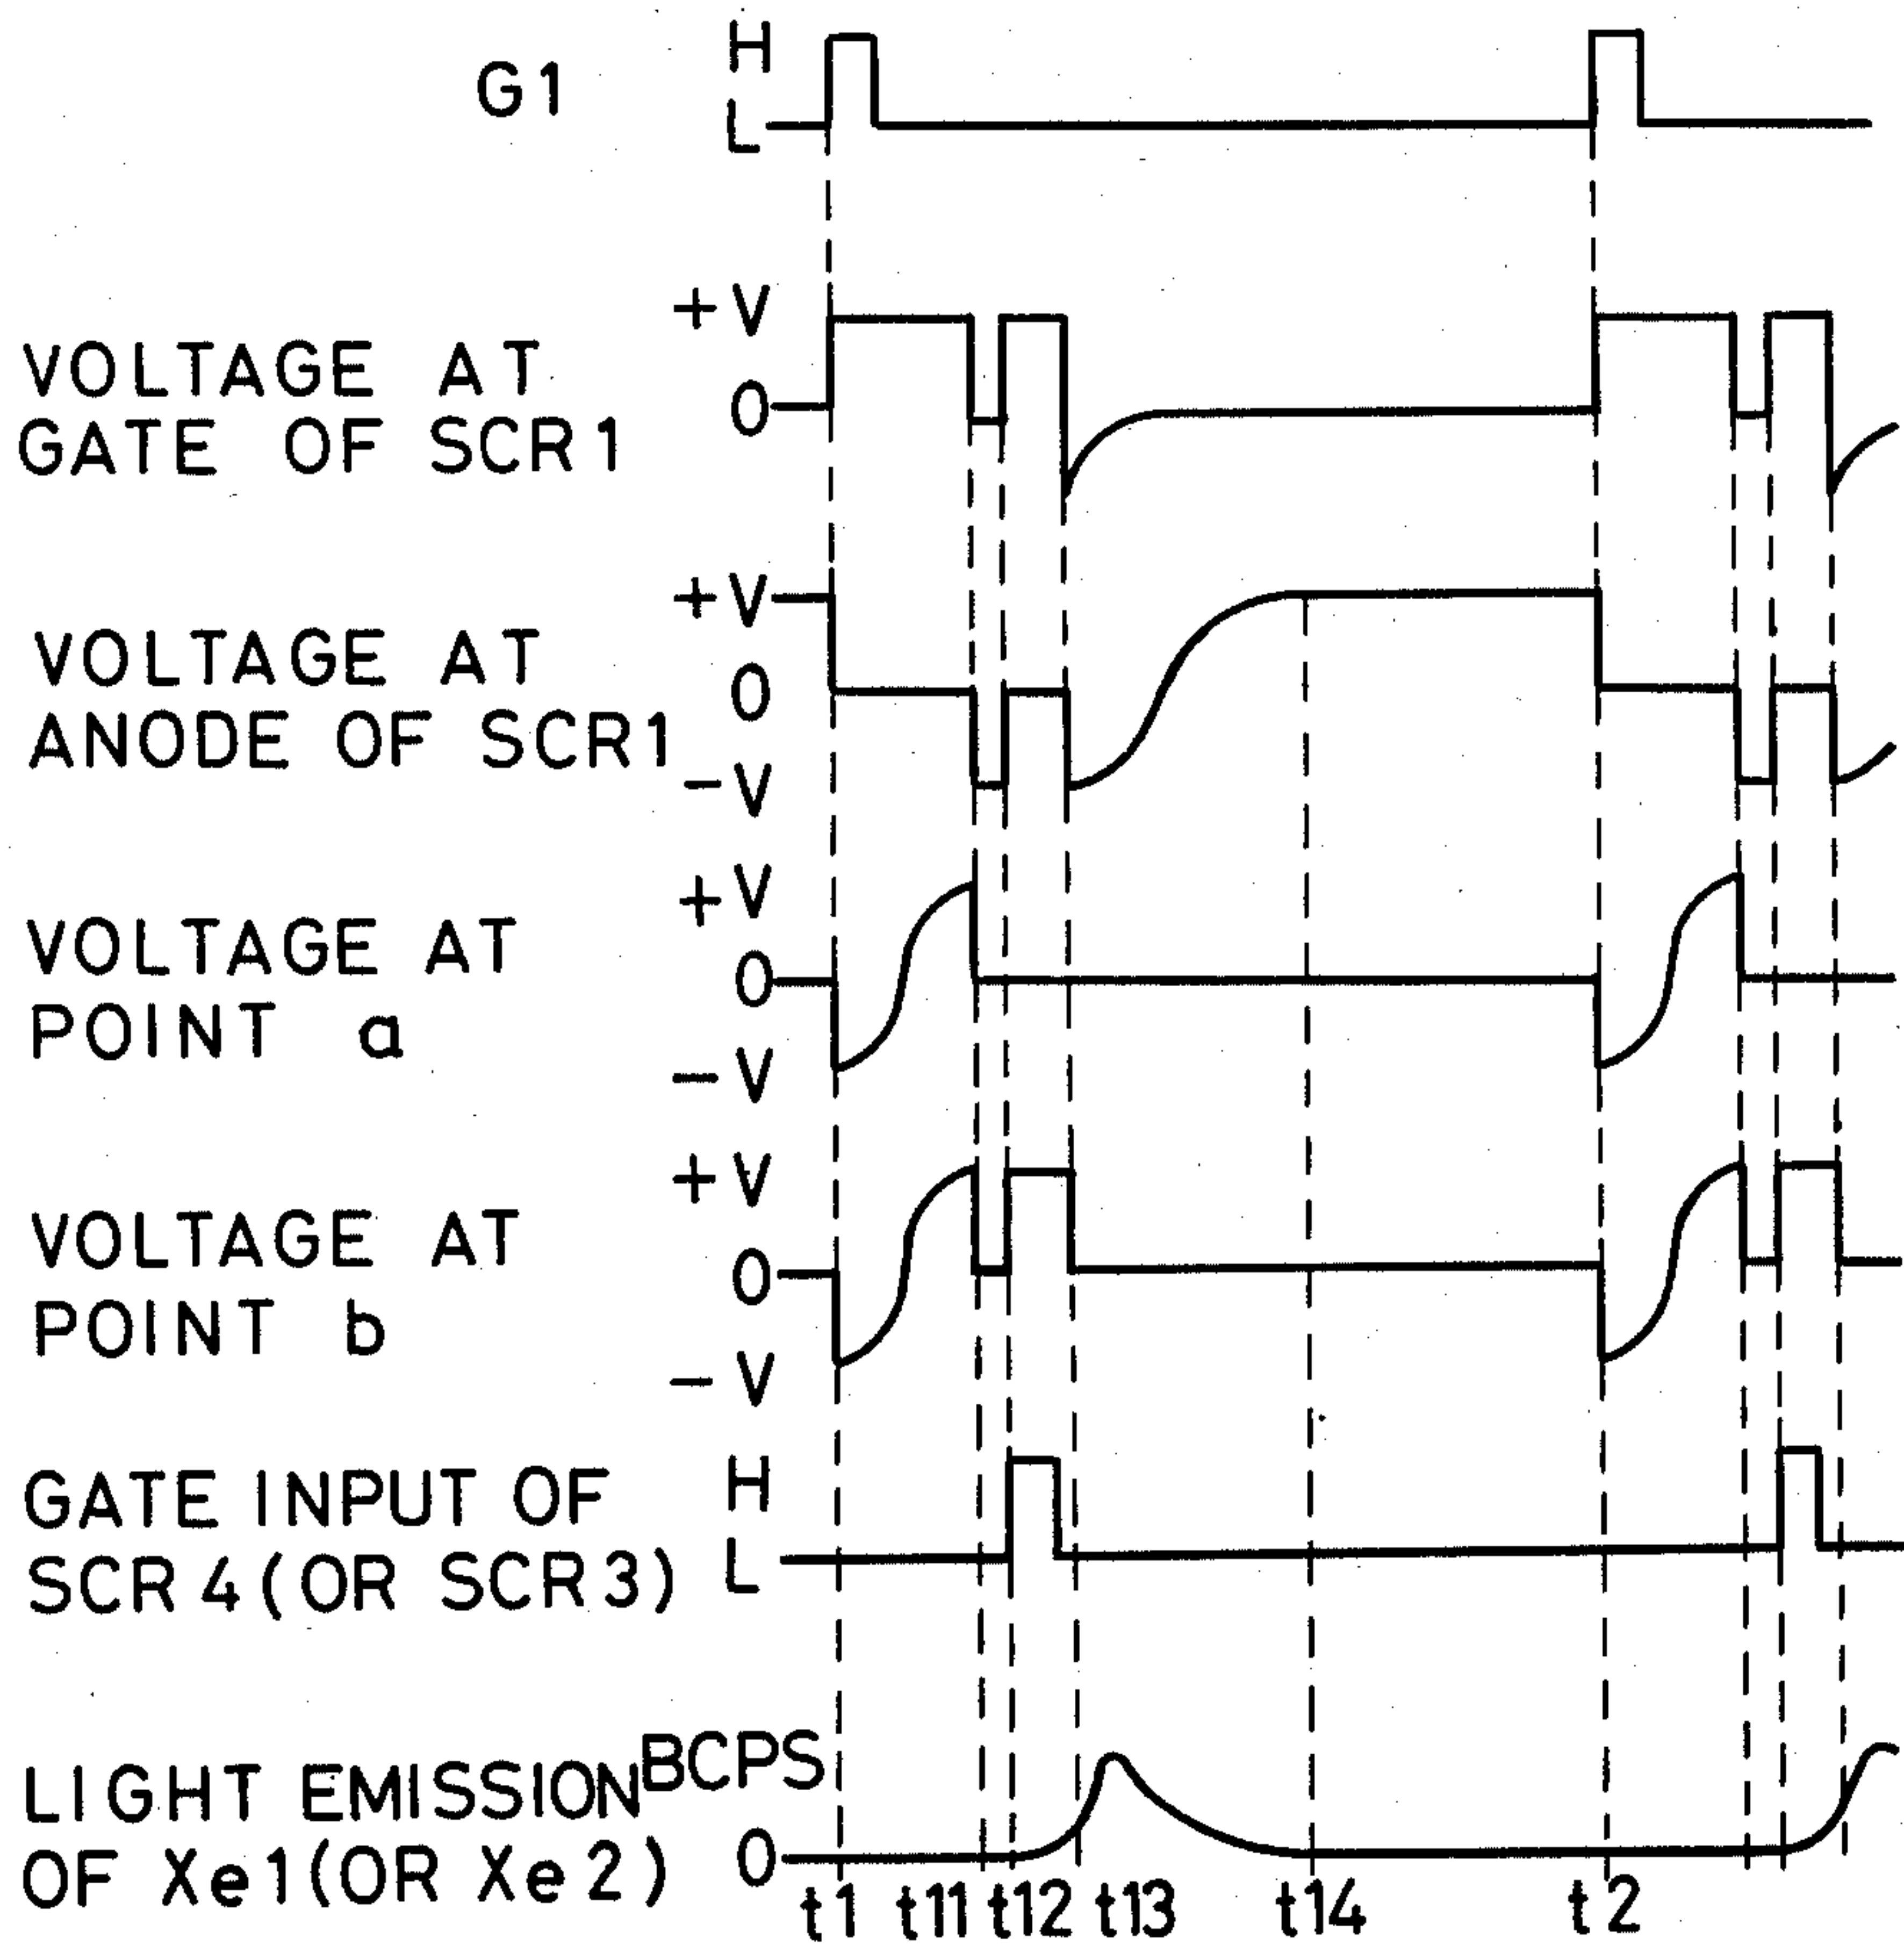 G1
H
L
VOLTAGE AT
GATE OF SCR1
+V
0
VOLTAGE AT
ANODE OF SCR1
+V
0
-V
VOLTAGE AT
POINT a
+V
0
-V
VOLTAGE AT
POINT b
+V
0
-V
GATE INPUT OF
SCR4(OR SCR3)
H
L
LIGHT EMISSION
OF Xe1(OR Xe2)
BCPS
0
t1 t11 t12 t13 t14 t2